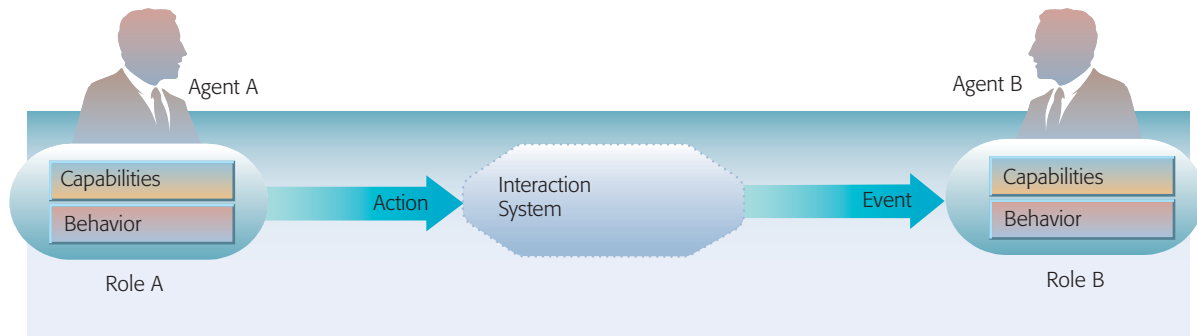 Agent A
Agent B
Capabilities
Behavior
Role A
Action
Interaction
System
Event
Capabilities
Behavior
Role B